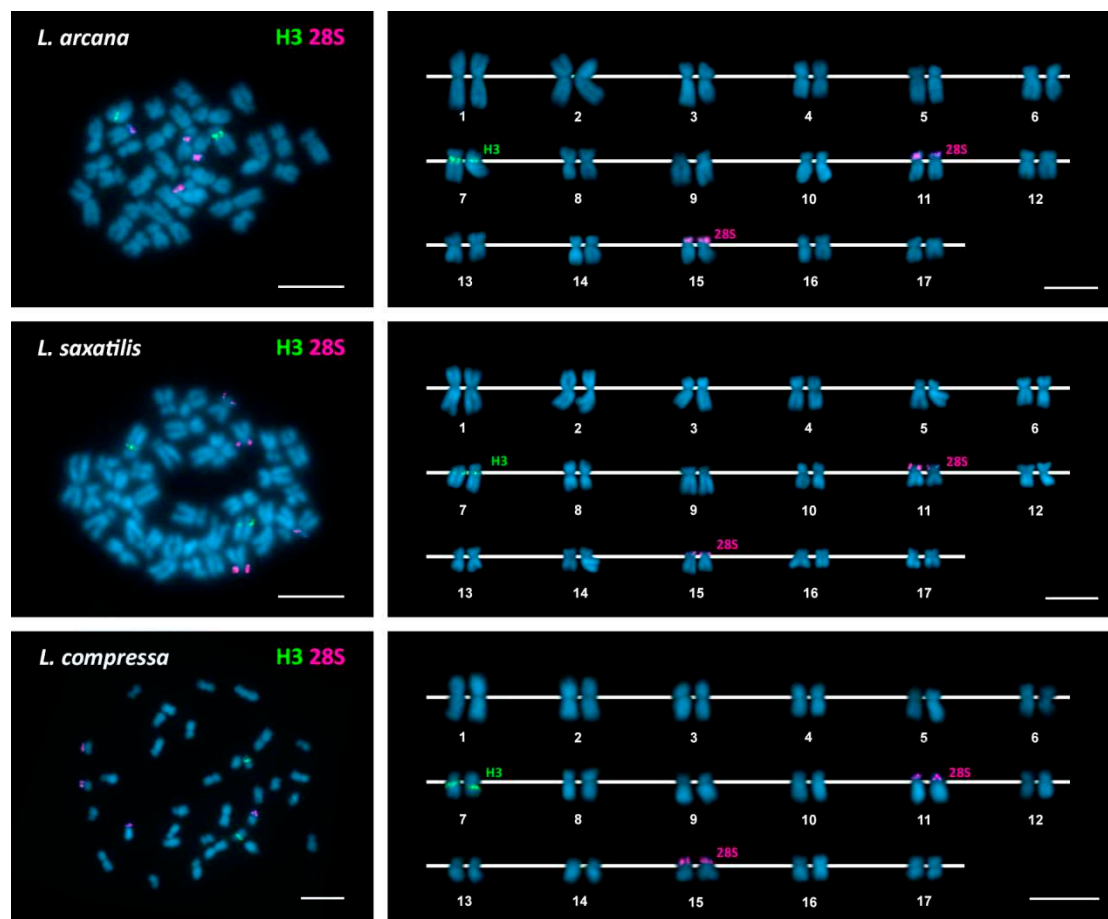 L. arcana H3 28S
1 2 3 4 5 6
H3 28S
7 8 9 10 11 12
28S
13 14 15 16 17
L. saxatilis H3 28S
1 2 3 4 5 6
H3 28S
7 8 9 10 11 12
28S
13 14 15 16 17
L. compressa H3 28S
1 2 3 4 5 6
H3 28S
7 8 9 10 11 12
28S
13 14 15 16 17